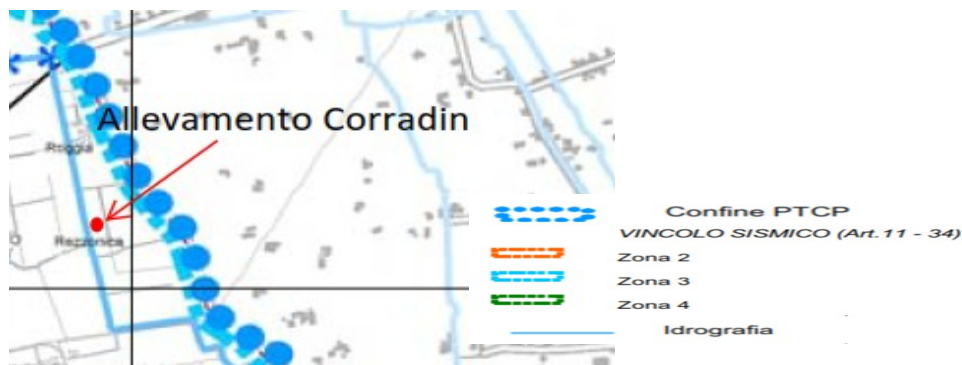 Allevamento Corradin
Roggia
Rezzonica
Confine PTCP
VINCOLO SISMICO (Art.11 - 34)
Zona 2
Zona 3
Zona 4
Idrografia